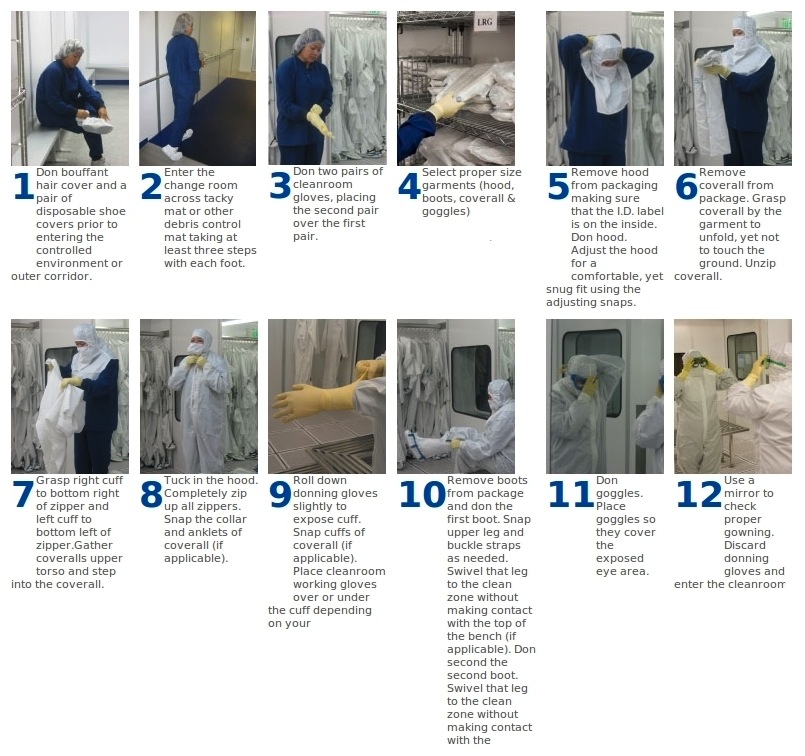 LRG
1 Don bouffant
hair cover and a
pair of
disposable shoe
covers prior to
entering the
controlled
environment or
outer corridor.
2 Enter the
change room
across tacky
mat or other
debris control
mat taking at
least three steps
with each foot.
3 Don two pairs of
cleanroom
gloves, placing
the second pair
over the first
pair.
4 Select proper size
garments (hood,
boots, coverall &
goggles)
.
5 Remove hood
from packaging
making sure
that the I.D. label
is on the inside.
Don hood.
Adjust the hood
for a
comfortable, yet
snug fit using the
adjusting snaps.
6 Remove
coverall from
package. Grasp
coverall by the
garment to
unfold, yet not
to touch the
ground. Unzip
coverall.
7 Grasp right cuff
to bottom right
of zipper and
left cuff to
bottom left of
zipper.Gather
coveralls upper
torso and step
into the coverall.
8 Tuck in the hood.
Completely zip
up all zippers.
Snap the collar
and anklets of
coverall (if
applicable).
9 Roll down
donning gloves
slightly to
expose cuff.
Snap cuffs of
coverall (if
applicable).
Place cleanroom
working gloves
over or under
the cuff depending
on your
10 Remove boots
from package
and don the
first boot. Snap
upper leg and
buckle straps
as needed.
Swivel that leg
to the clean
zone without
making contact
with the top of
the bench (if
applicable). Don
second the
second boot.
Swivel that leg
to the clean
zone without
making contact
with the
11 Don
goggles.
Place
goggles so
they cover
the
exposed
eye area.
12 Use a
mirror to
check
proper
gowning.
Discard
donning
gloves and
enter the cleanroom